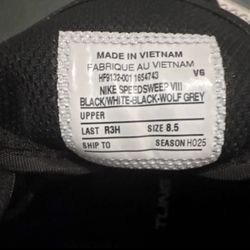 MADE IN VIETNAM
FABRIQUE AU VIETNAM
HF9132-001 1654743 V6
NIKE SPEEDSWEEP VIII
BLACK/WHITE-BLACK-WOLF GREY
UPPER
LAST R3H SIZE 8.5
SHIP TO SEASON HO25